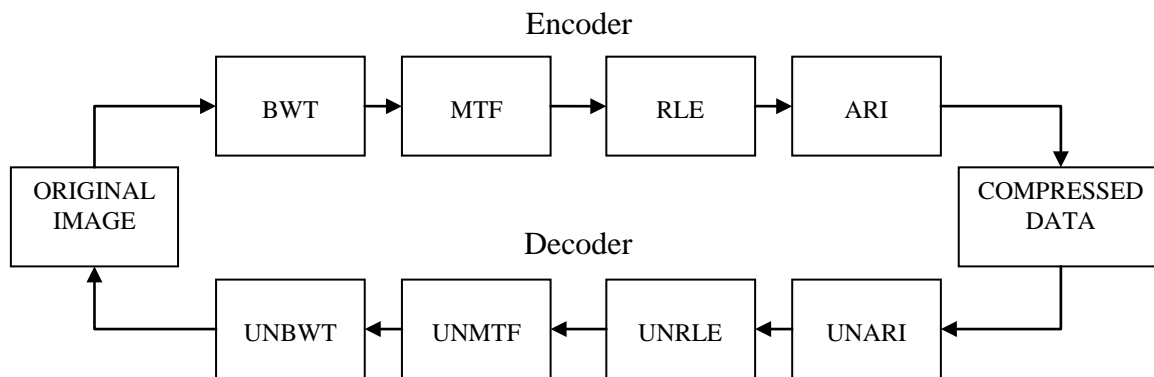 Encoder
BWT
MTF
RLE
ARI
ORIGINAL
IMAGE
COMPRESSED
DATA
Decoder
UNBWT
UNMTF
UNRLE
UNARI